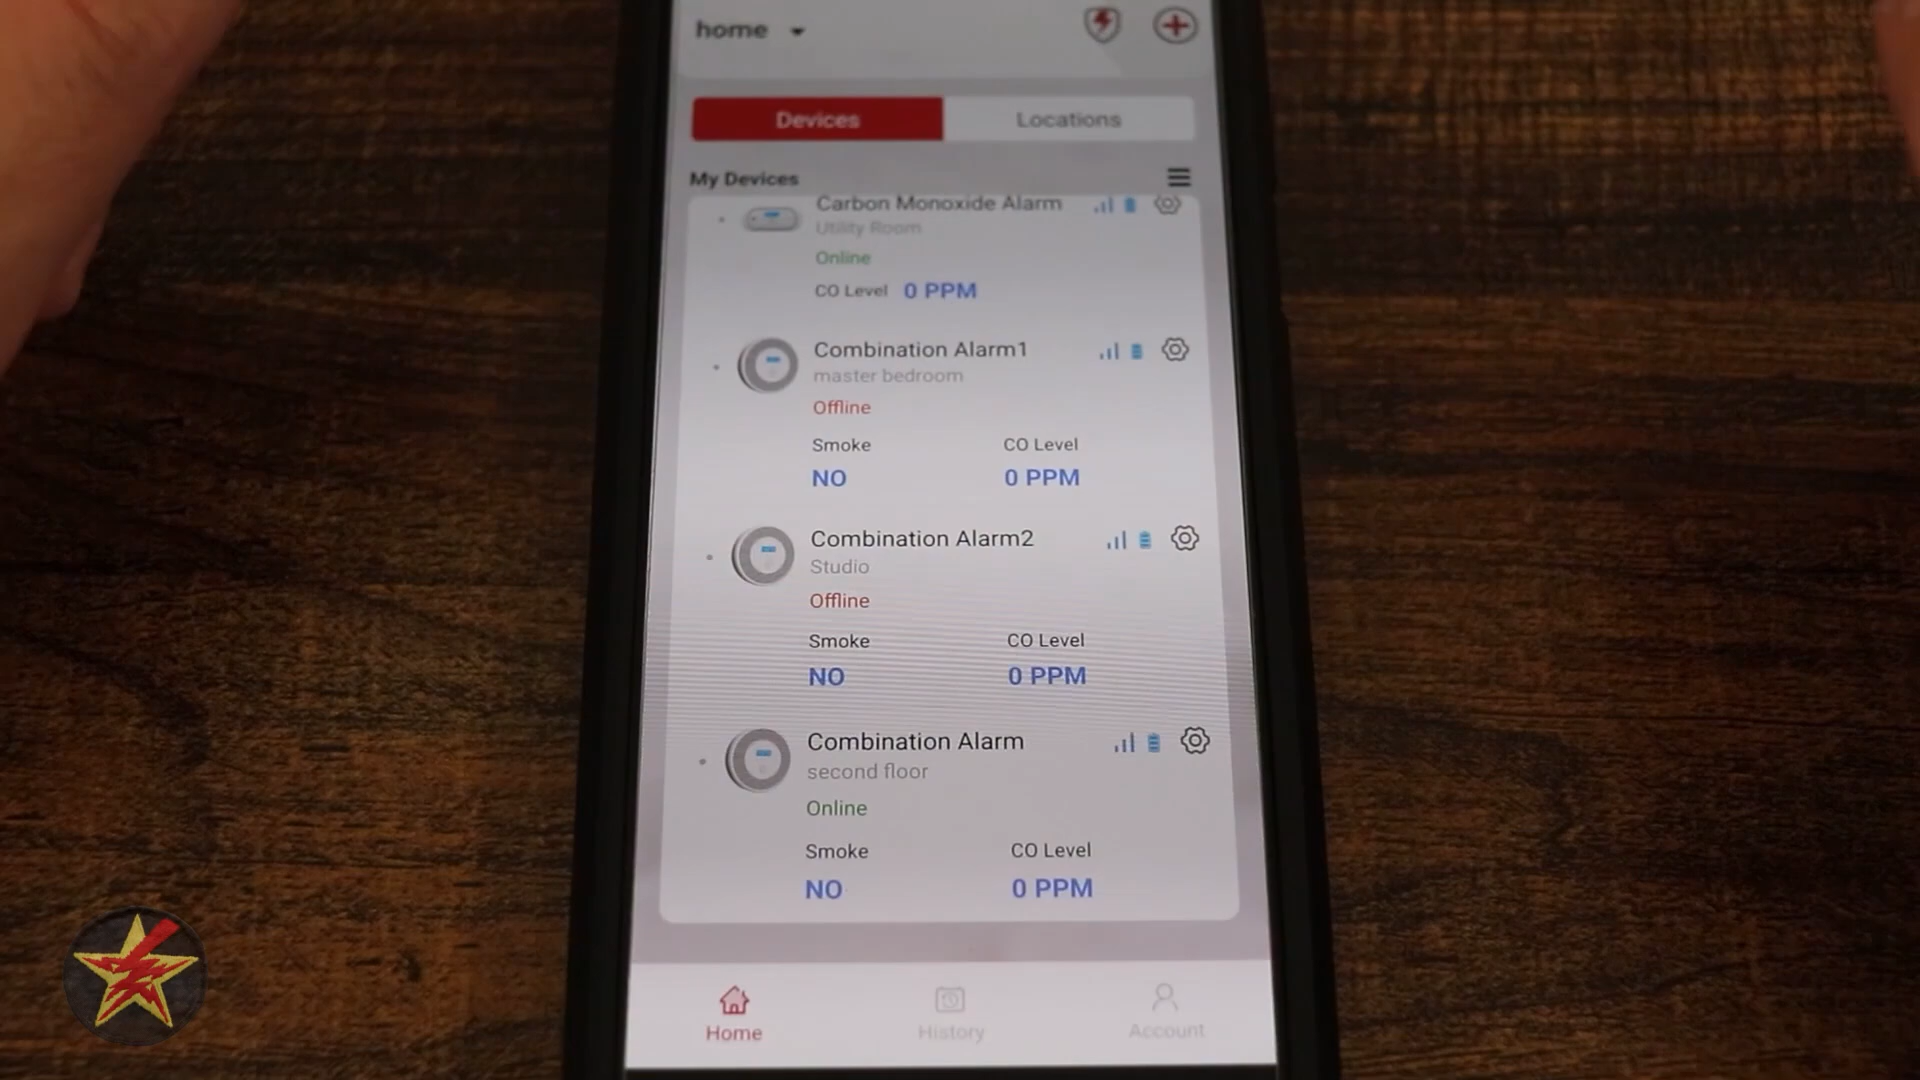 home
Devices Locations
My Devices
Carbon Monoxide Alarm
Utility Room
Online
CO Level 0 PPM
Combination Alarm1
master bedroom
Offline
Smoke CO Level
NO 0 PPM
Combination Alarm2
Studio
Offline
Smoke CO Level
NO 0 PPM
Combination Alarm
second floor
Online
Smoke CO Level
NO 0 PPM
Home History Account